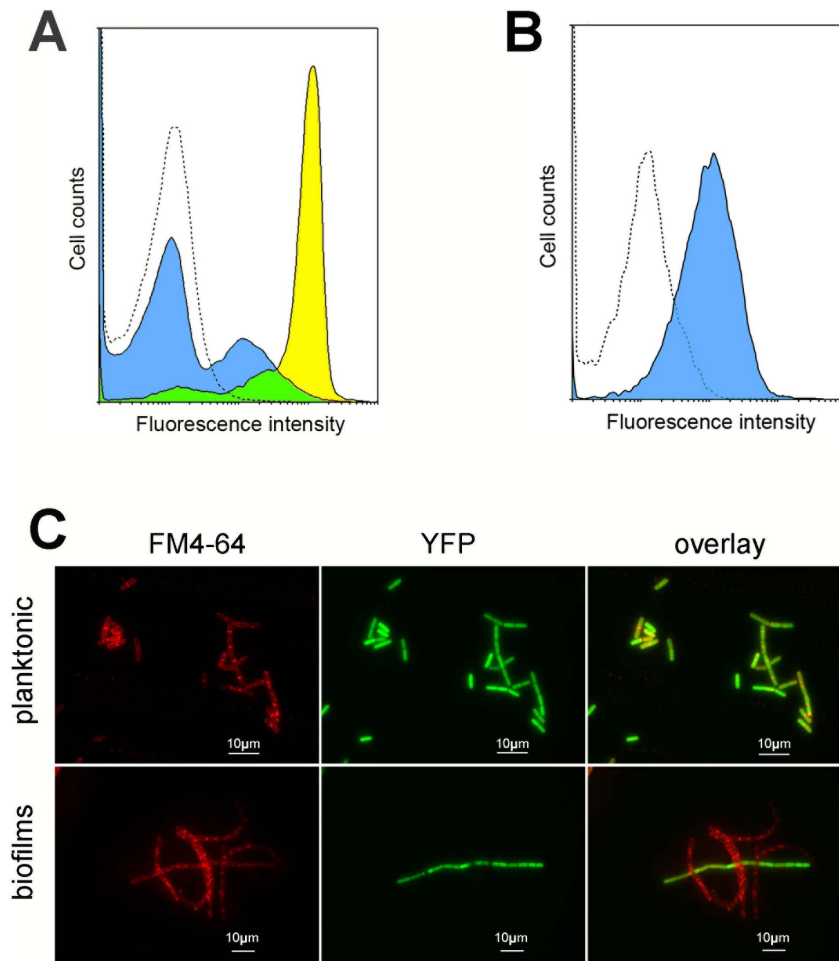 A
B
Cell counts
Cell counts
Fluorescence intensity
Fluorescence intensity
C
FM4-64
YFP
overlay
planktonic
10µm
10µm
10µm
biofilms
10µm
10µm
10µm